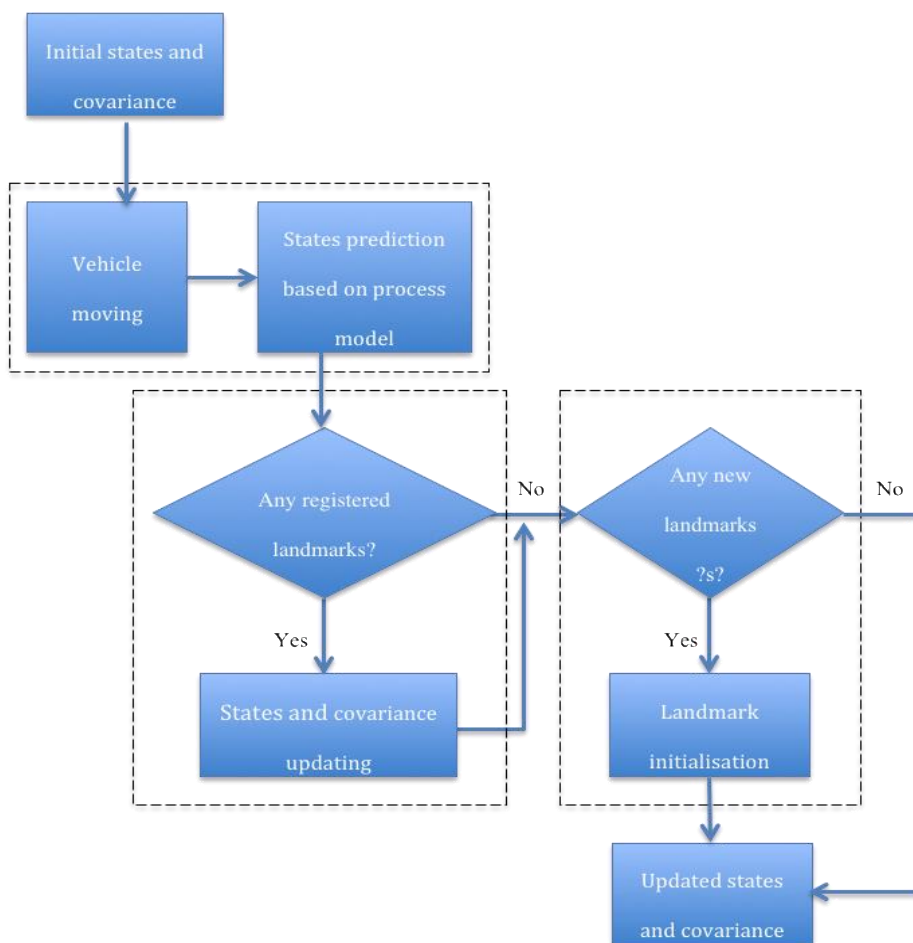 Initial states and
covariance
Vehicle
moving
States prediction
based on process
model
Any registered
landmarks?
No
Any new
landmarks
?s?
No
Yes
Yes
States and covariance
updating
Landmark
initialisation
Updated states
and covariance